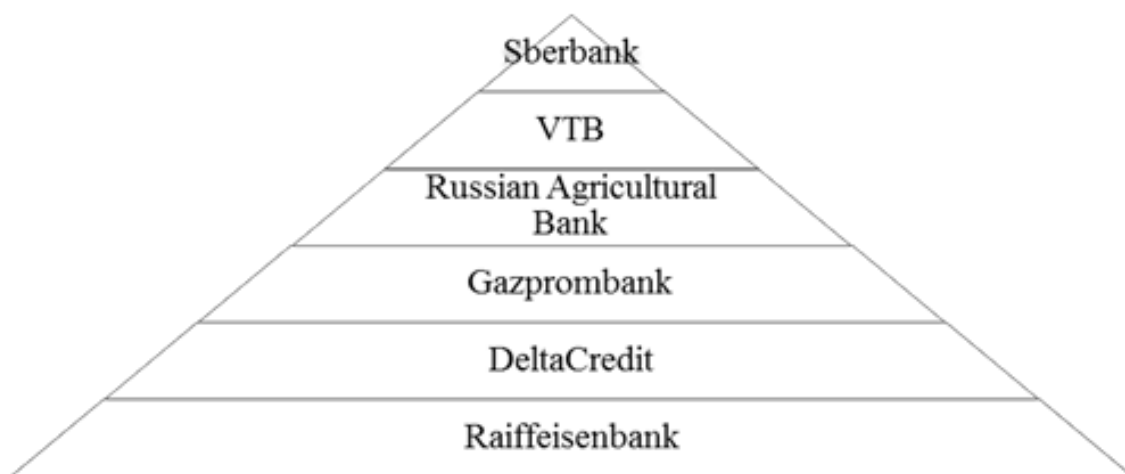 Sberbank
VTB
Russian Agricultural
Bank
Gazprombank
DeltaCredit
Raiffeisenbank